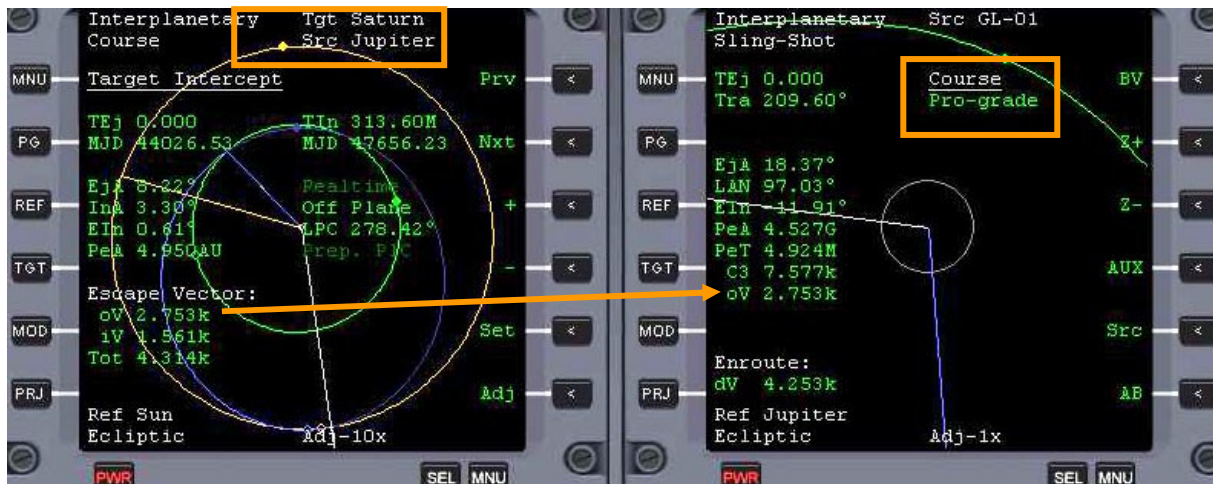 Interplanetary Tgt Saturn
Course Src Jupiter
MNU Target Intercept Prv <
TEj 0.000 TIn 313.60M
PG MJD 44026.53 MJD 47656.23 Nxt <
EjA 8.22° Realtime
REF InA 3.30° Off Plane + <
EIn 0.61° LPC 278.42°
PeA 4.950AU Prep. PIC
TGT - <
Escape Vector:
oV 2.753k
MOD iV 1.561k Set <
Tot 4.314k
PRJ Adj <
Ref Sun
Ecliptic Adj-10x
PWR SEL MNU
Interplanetary Src GL-01
Sling-Shot
MNU TEj 0.000 Course BV <
Tra 209.60° Pro-grade
PG Z+ <
EjA 18.37°
LAN 97.03°
REF EIn -11.91° Z- <
PeA 4.527G
PeT 4.924M
TGT C3 7.577k AUX <
oV 2.753k
MOD Src <
Enroute:
PRJ dV 4.253k AB <
Ref Jupiter
Ecliptic Adj-1x
PWR SEL MNU